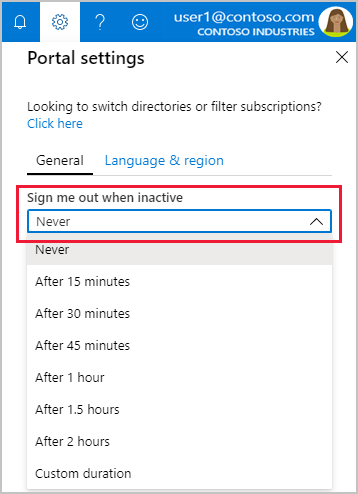 user1@contoso.com
CONTOSO INDUSTRIES
Portal settings
Looking to switch directories or filter subscriptions?
Click here
General
Language & region
Sign me out when inactive
Never
Never
After 15 minutes
After 30 minutes
After 45 minutes
After 1 hour
After 1.5 hours
After 2 hours
Custom duration